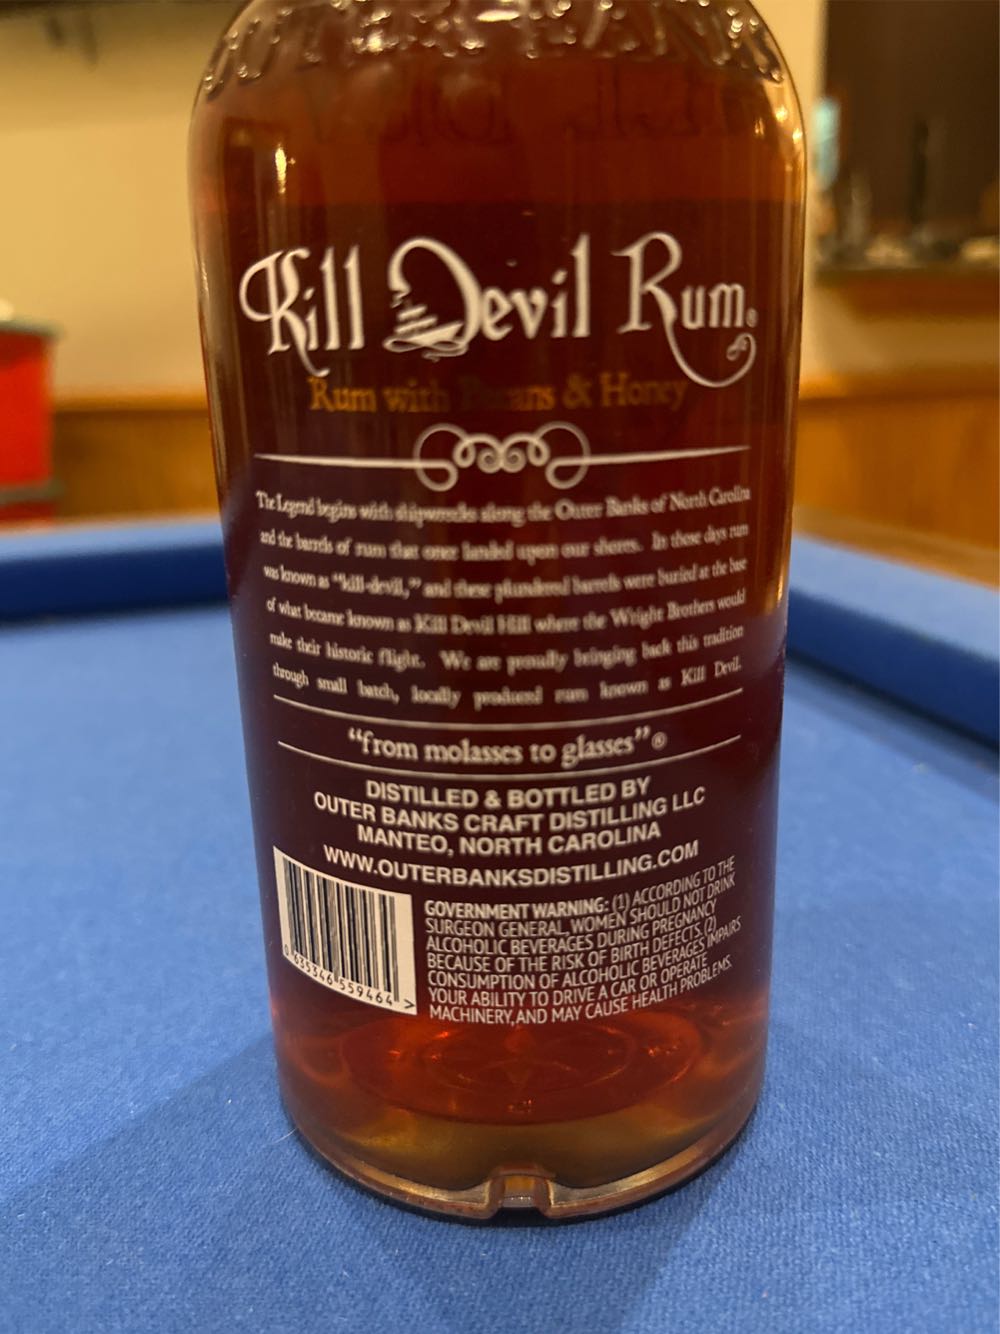 OUTER BANKS
Kill Devil Rum®
Rum with Pecans & Honey
The Legend begins with shipwrecks along the Outer Banks of North Carolina
and the barrels of rum that once landed upon our shores. In those days rum
was known as "kill-devil," and these plundered barrels were buried at the base
of what became known as Kill Devil Hill where the Wright Brothers would
make their historic flight. We are proudly bringing back this tradition
through small batch, locally produced rum known as Kill Devil.
"from molasses to glasses"®
DISTILLED & BOTTLED BY
OUTER BANKS CRAFT DISTILLING LLC
MANTEO, NORTH CAROLINA
WWW.OUTERBANKSDISTILLING.COM
0 635346 559464 >
GOVERNMENT WARNING: (1) ACCORDING TO THE
SURGEON GENERAL, WOMEN SHOULD NOT DRINK
ALCOHOLIC BEVERAGES DURING PREGNANCY
BECAUSE OF THE RISK OF BIRTH DEFECTS. (2)
CONSUMPTION OF ALCOHOLIC BEVERAGES IMPAIRS
YOUR ABILITY TO DRIVE A CAR OR OPERATE
MACHINERY, AND MAY CAUSE HEALTH PROBLEMS.